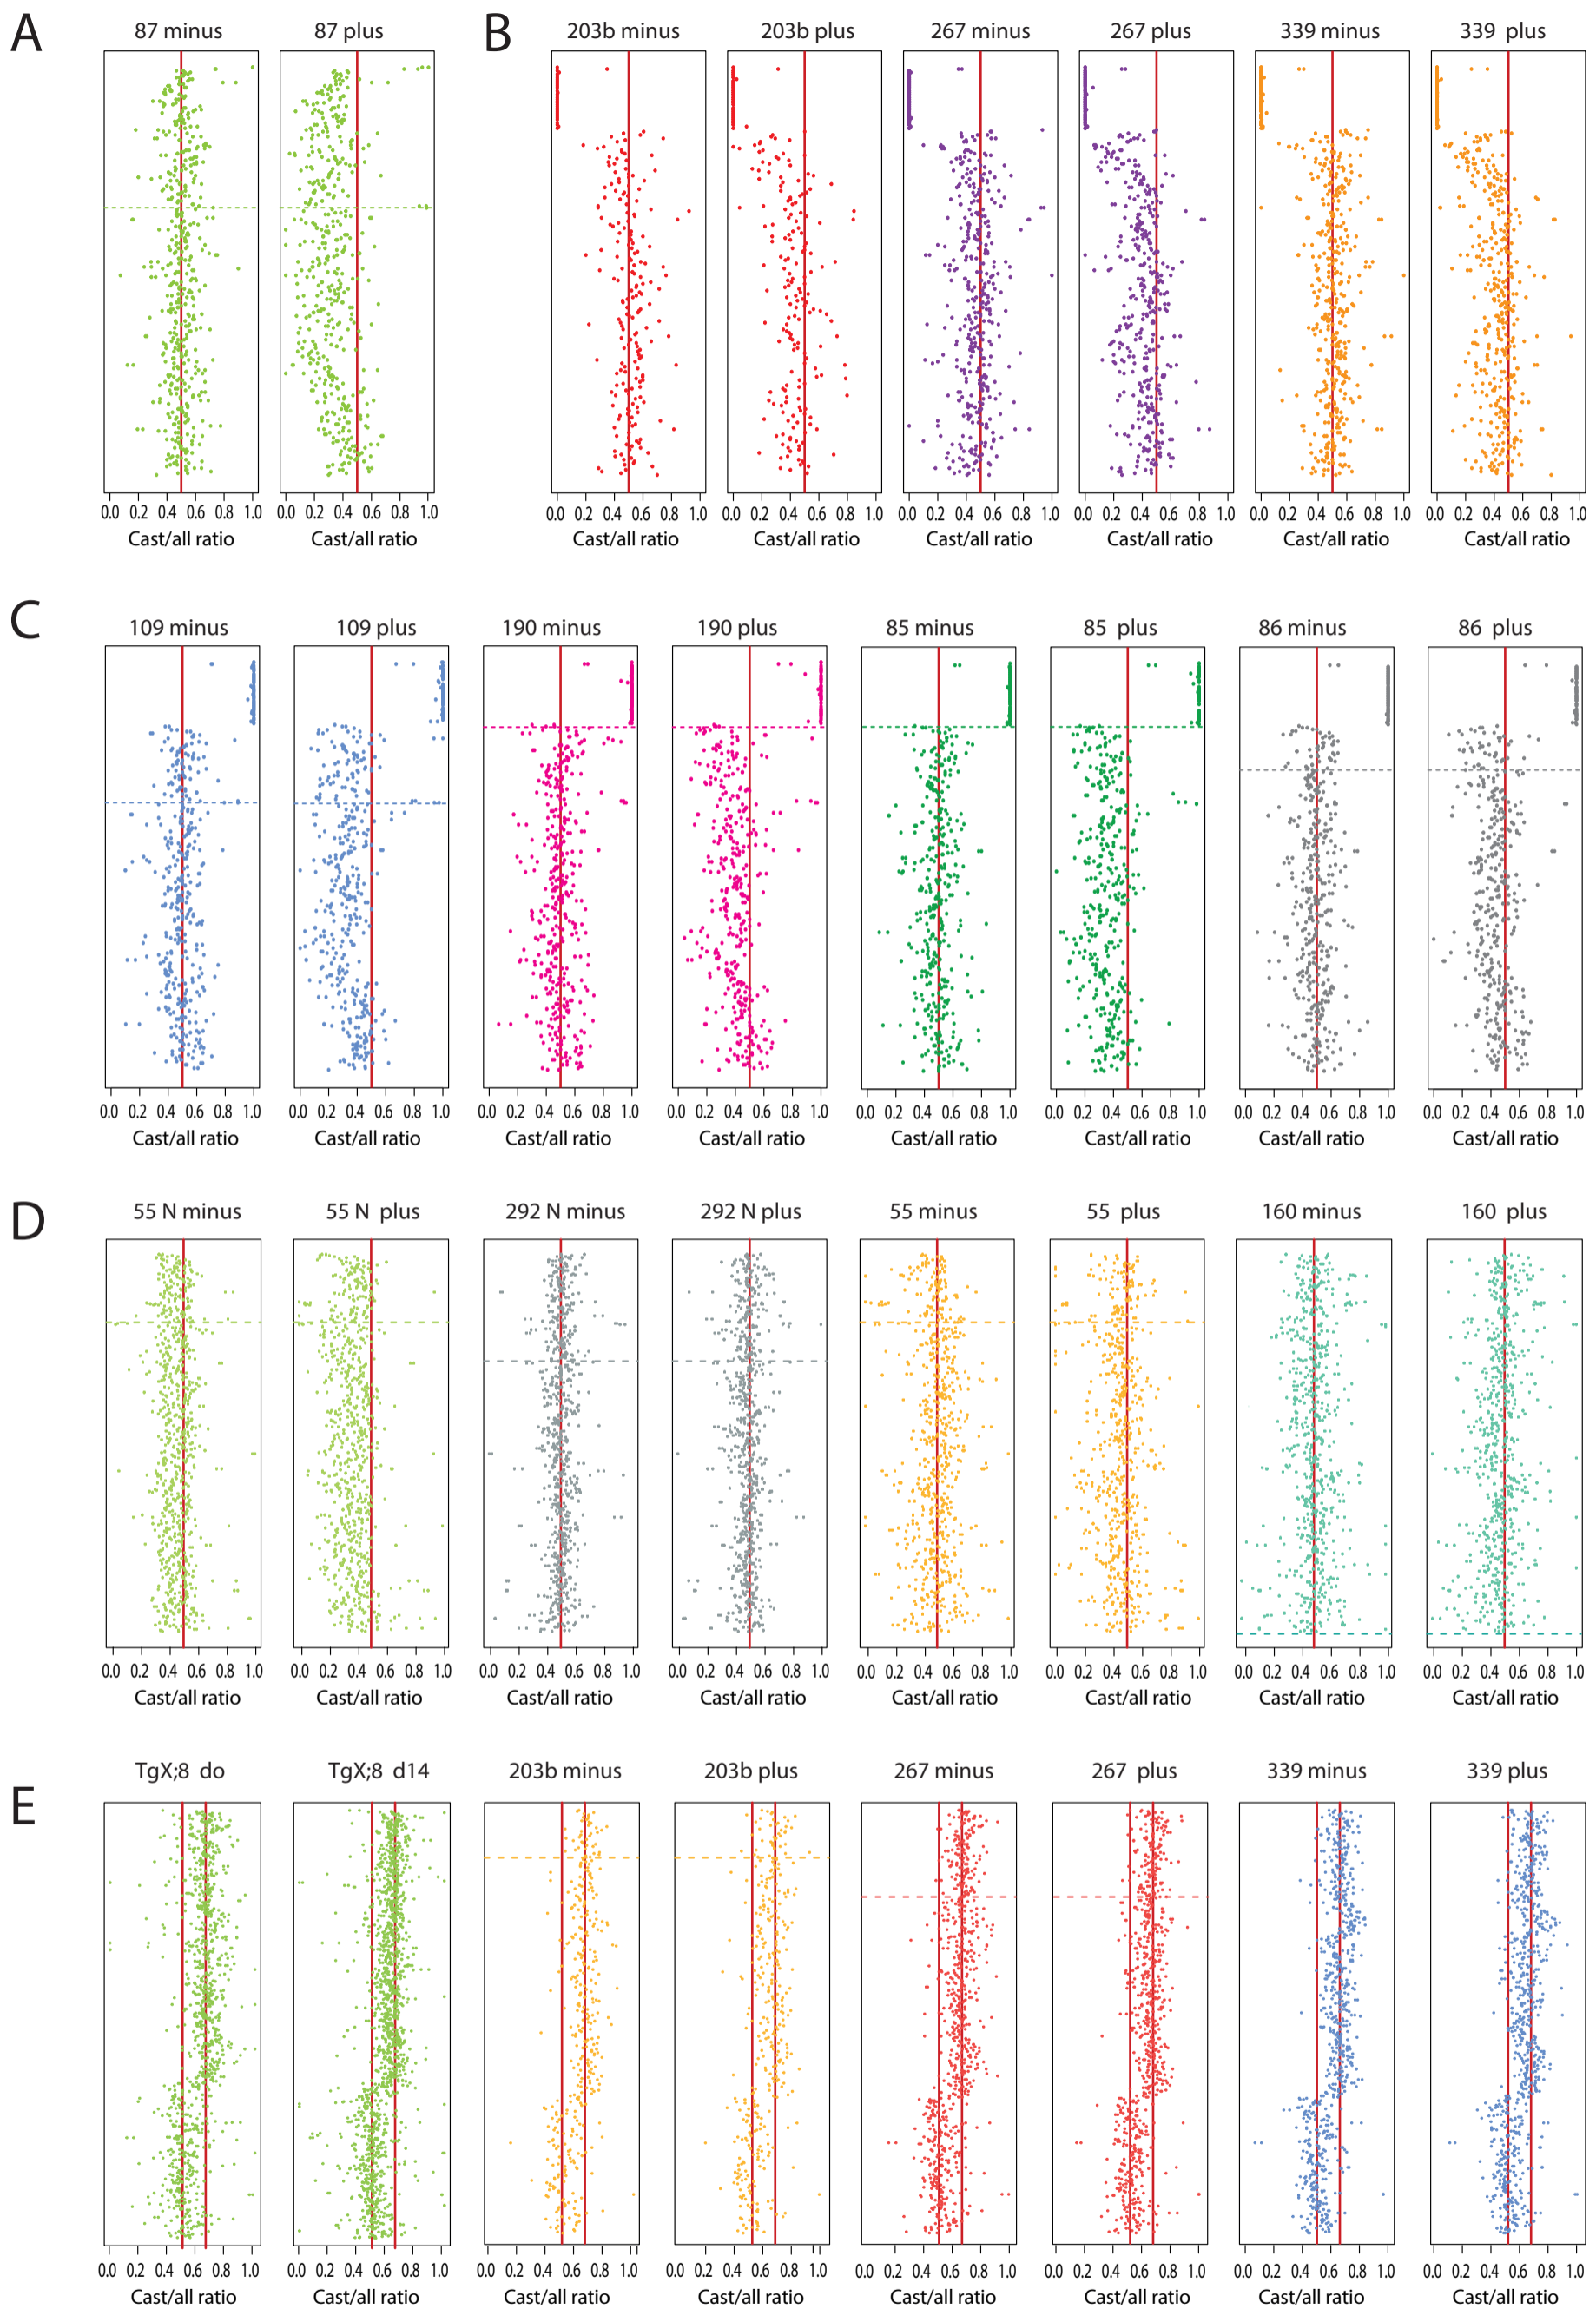 A
87 minus 87 plus
B
203b minus 203b plus 267 minus 267 plus 339 minus 339 plus
0.0 0.2 0.4 0.6 0.8 1.0 0.0 0.2 0.4 0.6 0.8 1.0 0.0 0.2 0.4 0.6 0.8 1.0 0.0 0.2 0.4 0.6 0.8 1.0 0.0 0.2 0.4 0.6 0.8 1.0 0.0 0.2 0.4 0.6 0.8 1.0 0.0 0.2 0.4 0.6 0.8 1.0 0.0 0.2 0.4 0.6 0.8 1.0
Cast/all ratio Cast/all ratio Cast/all ratio Cast/all ratio Cast/all ratio Cast/all ratio Cast/all ratio Cast/all ratio
C
109 minus 109 plus 190 minus 190 plus 85 minus 85 plus 86 minus 86 plus
0.0 0.2 0.4 0.6 0.8 1.0 0.0 0.2 0.4 0.6 0.8 1.0 0.0 0.2 0.4 0.6 0.8 1.0 0.0 0.2 0.4 0.6 0.8 1.0 0.0 0.2 0.4 0.6 0.8 1.0 0.0 0.2 0.4 0.6 0.8 1.0 0.0 0.2 0.4 0.6 0.8 1.0 0.0 0.2 0.4 0.6 0.8 1.0
Cast/all ratio Cast/all ratio Cast/all ratio Cast/all ratio Cast/all ratio Cast/all ratio Cast/all ratio Cast/all ratio
D
55 N minus 55 N plus 292 N minus 292 N plus 55 minus 55 plus 160 minus 160 plus
0.0 0.2 0.4 0.6 0.8 1.0 0.0 0.2 0.4 0.6 0.8 1.0 0.0 0.2 0.4 0.6 0.8 1.0 0.0 0.2 0.4 0.6 0.8 1.0 0.0 0.2 0.4 0.6 0.8 1.0 0.0 0.2 0.4 0.6 0.8 1.0 0.0 0.2 0.4 0.6 0.8 1.0 0.0 0.2 0.4 0.6 0.8 1.0
Cast/all ratio Cast/all ratio Cast/all ratio Cast/all ratio Cast/all ratio Cast/all ratio Cast/all ratio Cast/all ratio
E
TgX;8 do TgX;8 d14 203b minus 203b plus 267 minus 267 plus 339 minus 339 plus
0.0 0.2 0.4 0.6 0.8 1.0 0.0 0.2 0.4 0.6 0.8 1.0 0.0 0.2 0.4 0.6 0.8 1.0 0.0 0.2 0.4 0.6 0.8 1.0 0.0 0.2 0.4 0.6 0.8 1.0 0.0 0.2 0.4 0.6 0.8 1.0 0.0 0.2 0.4 0.6 0.8 1.0 0.0 0.2 0.4 0.6 0.8 1.0
Cast/all ratio Cast/all ratio Cast/all ratio Cast/all ratio Cast/all ratio Cast/all ratio Cast/all ratio Cast/all ratio